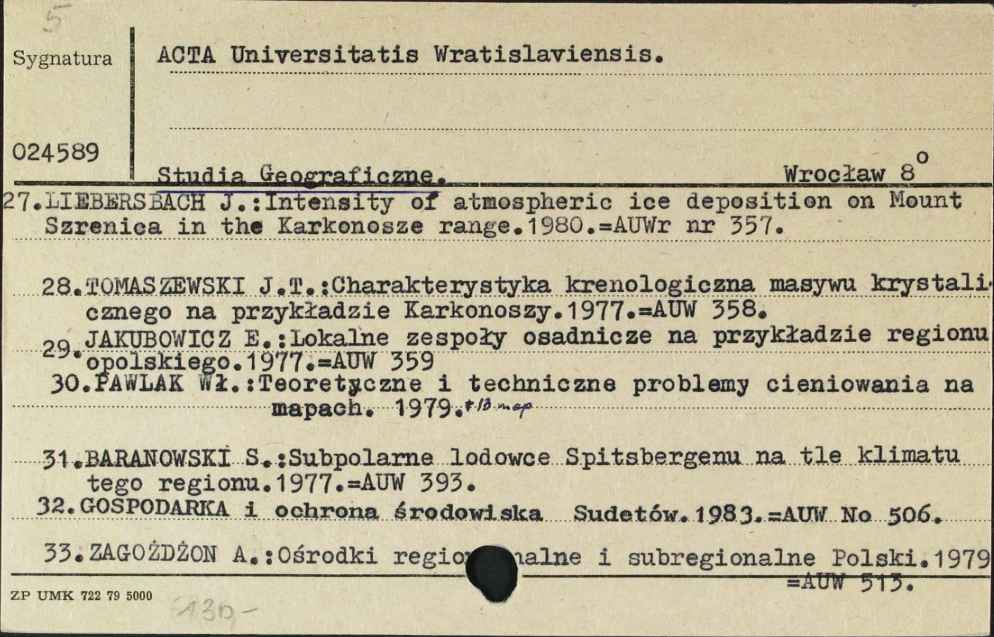 5
Sygnatura
ACTA Universitatis Wratislaviensis.
024589
Studia Geograficzne. Wrocław 8°
27.LIEBERSBACH J.:Intensity of atmospheric ice deposition on Mount
Szrenica in the Karkonosze range.1980.=AUWr nr 357.
28.TOMASZEWSKI J.T.:Charakterystyka krenologiczna masywu krystali-
cznego na przykładzie Karkonoszy.1977.=AUW 358.
29.JAKUBOWICZ E.:Lokalne zespoły osadnicze na przykładzie regionu
opolskiego.1977.=AUW 359
30.PAWLAK Wł.:Teoretyczne i techniczne problemy cieniowania na
mapach. 1979.+13 map
31.BARANOWSKI S.:Subpolarne lodowce Spitsbergenu na tle klimatu
tego regionu.1977.=AUW 393.
32.GOSPODARKA i ochrona środowiska Sudetów.1983.=AUW No 506.
33.ZAGOŻDŻON A.:Ośrodki regio alne i subregionalne Polski.1979
=AUW 513.
ZP UMK 722 79 5000